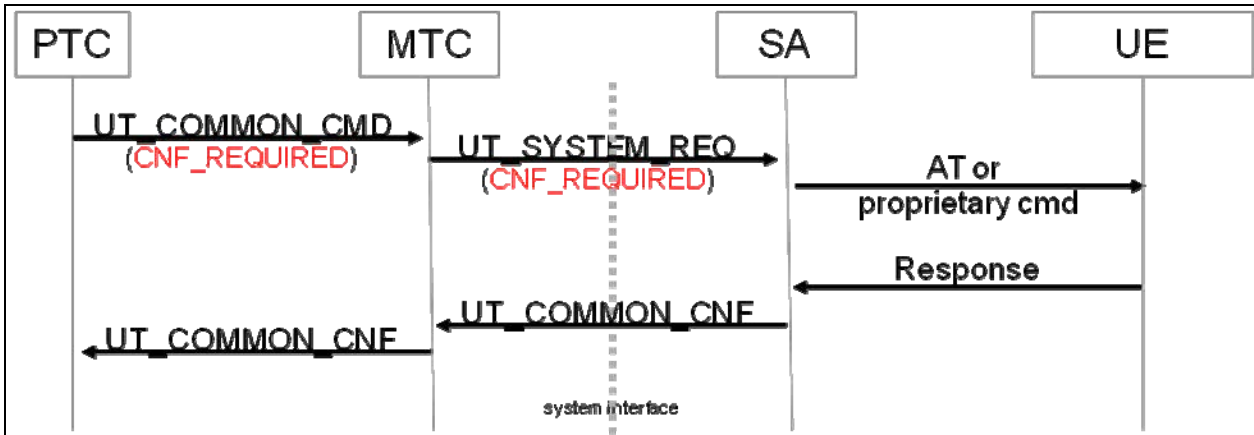 PTC MTC SA UE
UT_COMMON_CMD
(CNF_REQUIRED)
UT_SYSTEM_REQ
(CNF_REQUIRED)
AT or
proprietary cmd
Response
UT_COMMON_CNF
UT_COMMON_CNF
system interface